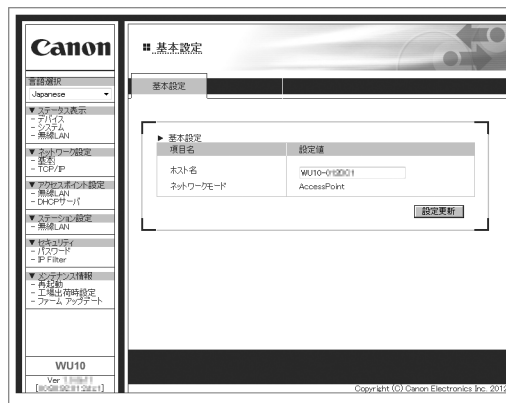 Canon
基本設定
言語選択
Japanese
基本設定
▼ ステータス表示
- デバイス
- システム
- 無線LAN
▼ ネットワーク設定
- 基本
- TCP/IP
▼ アクセスポイント設定
- 無線LAN
- DHCPサーバ
▼ ステーション設定
- 無線LAN
▼ セキュリティ
- パスワード
- IP Filter
▼ メンテナンス情報
- 再起動
- 工場出荷時設定
- ファーム アップデート
WU10
Ver
▶ 基本設定
項目名 設定値
ホスト名 WU10-
ネットワークモード AccessPoint
設定更新
Copyright (C) Canon Electronics Inc. 2012